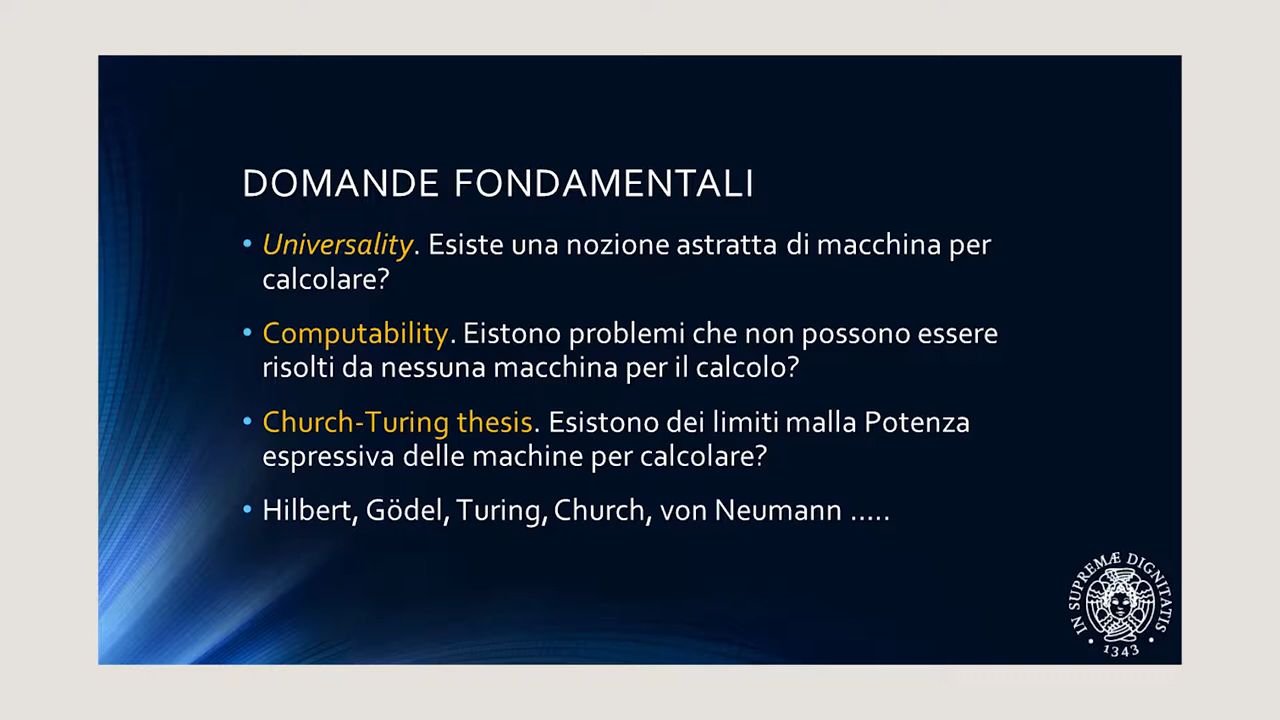 DOMANDE FONDAMENTALI
• Universality. Esiste una nozione astratta di macchina per
calcolare?
• Computability. Eistono problemi che non possono essere
risolti da nessuna macchina per il calcolo?
• Church-Turing thesis. Esistono dei limiti malla Potenza
espressiva delle machine per calcolare?
• Hilbert, Gödel, Turing, Church, von Neumann .....
IN SUPREMÆ DIGNITATIS
• 1343 •